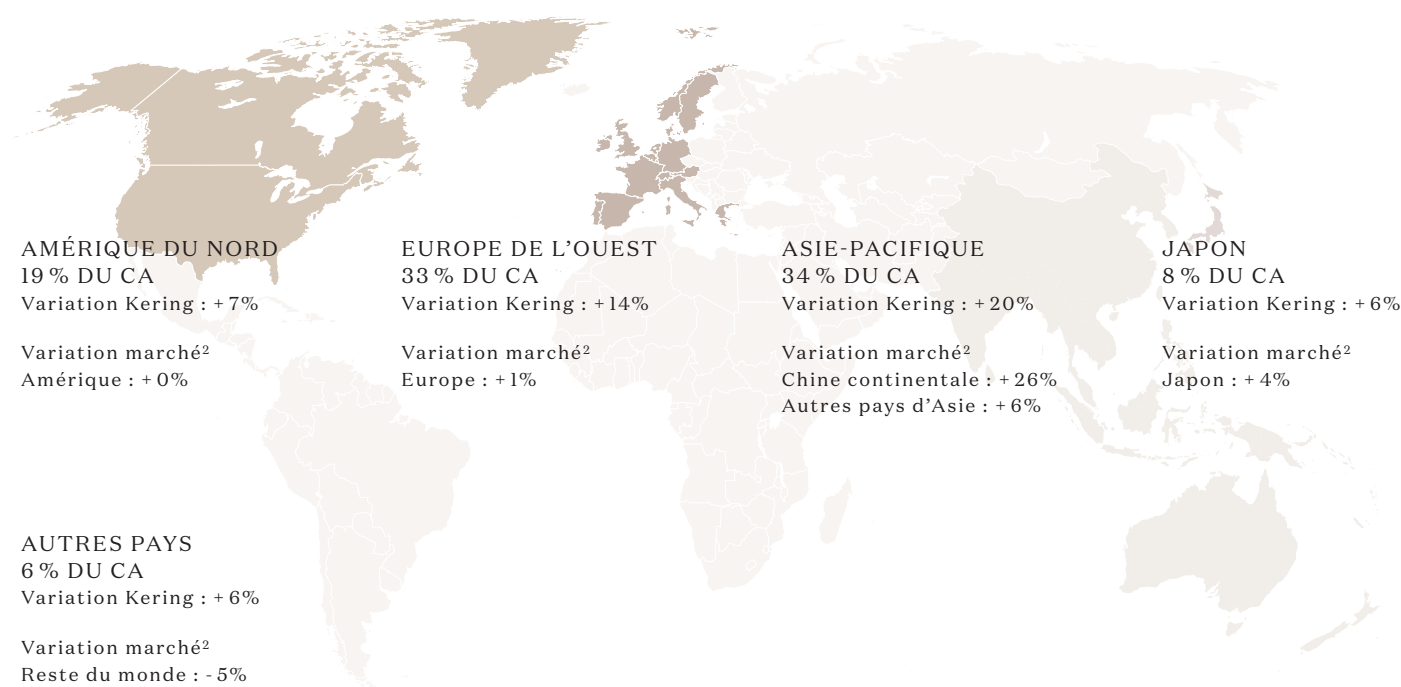 AMÉRIQUE DU NORD
19 % DU CA
Variation Kering : + 7%
Variation marché²
Amérique : + 0%
EUROPE DE L’OUEST
33 % DU CA
Variation Kering : + 14%
Variation marché²
Europe : + 1%
ASIE-PACIFIQUE
34 % DU CA
Variation Kering : + 20%
Variation marché²
Chine continentale : + 26%
Autres pays d’Asie : + 6%
JAPON
8 % DU CA
Variation Kering : + 6%
Variation marché²
Japon : + 4%
AUTRES PAYS
6 % DU CA
Variation Kering : + 6%
Variation marché²
Reste du monde : - 5%